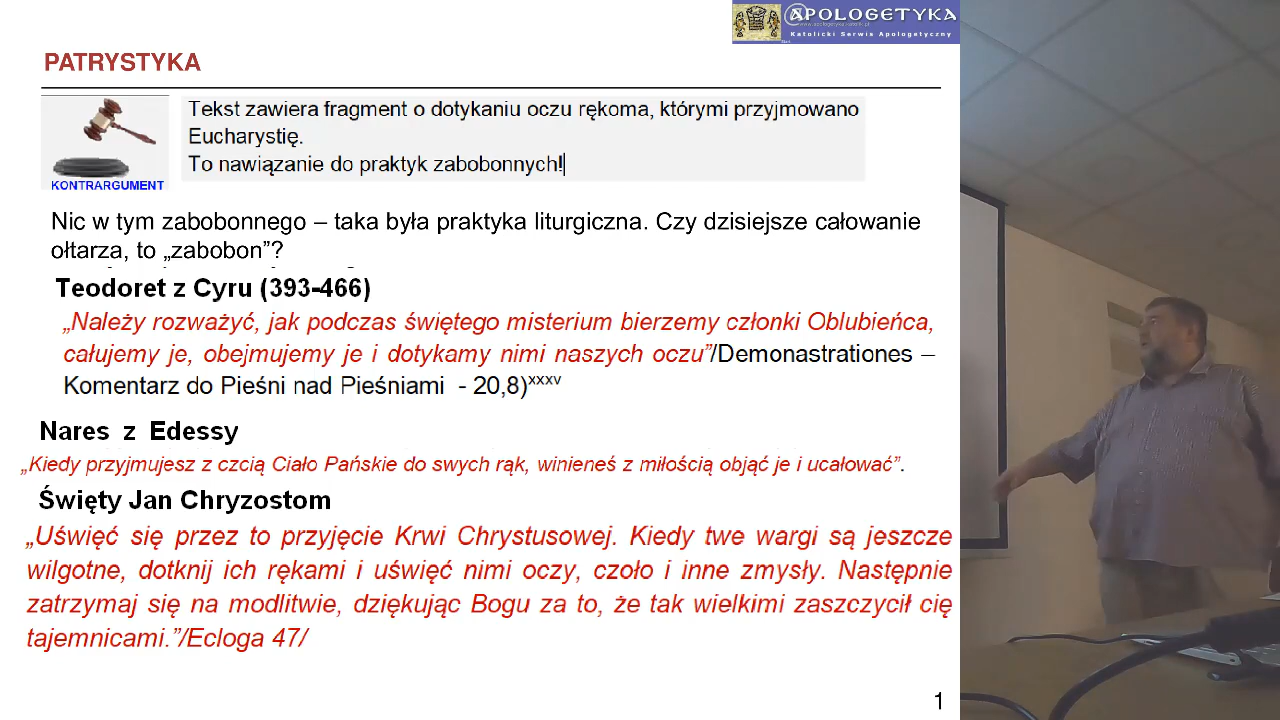 @POLOGETYKA
Katolicki Serwis Apologetyczny
PATRYSTYKA
Tekst zawiera fragment o dotykaniu oczu rękoma, którymi przyjmowano
Eucharystię.
To nawiązanie do praktyk zabobonnych!
KONTRARGUMENT
Nic w tym zabobonnego – taka była praktyka liturgiczna. Czy dzisiejsze całowanie
ołtarza, to „zabobon”?
Teodoret z Cyru (393-466)
„Należy rozważyć, jak podczas świętego misterium bierzemy członki Oblubieńca,
całujemy je, obejmujemy je i dotykamy nimi naszych oczu”/Demonastrationes –
Komentarz do Pieśni nad Pieśniami - 20,8)xxxv
Nares z Edessy
„Kiedy przyjmujesz z czcią Ciało Pańskie do swych rąk, winieneś z miłością objąć je i ucałować”.
Święty Jan Chryzostom
„Uświęć się przez to przyjęcie Krwi Chrystusowej. Kiedy twe wargi są jeszcze
wilgotne, dotknij ich rękami i uświęć nimi oczy, czoło i inne zmysły. Następnie
zatrzymaj się na modlitwie, dziękując Bogu za to, że tak wielkimi zaszczycił cię
tajemnicami.”/Ecloga 47/
1